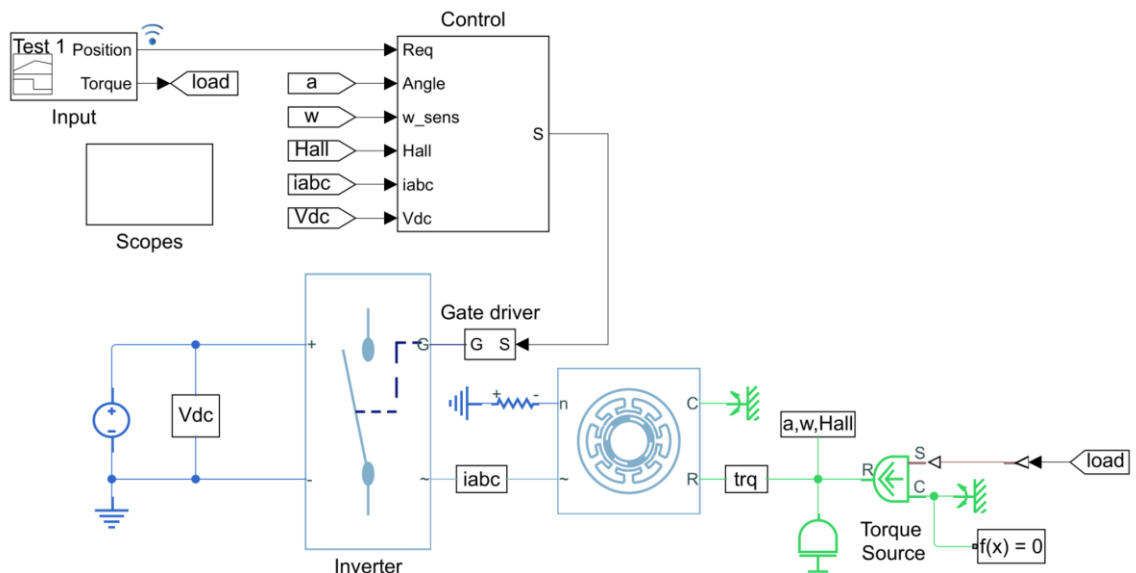 Control
Test 1 Position
Torque
load
Input
Req
a
Angle
w
w_sens
Hall
Hall
iabc
iabc
Vdc
Vdc
S
Scopes
Gate driver
+
G
G S
Vdc
+ -
+ -
n
C
a,w,Hall
-
~
iabc
~
R
trq
R
S
C
load
Torque
Source
f(x) = 0
Inverter